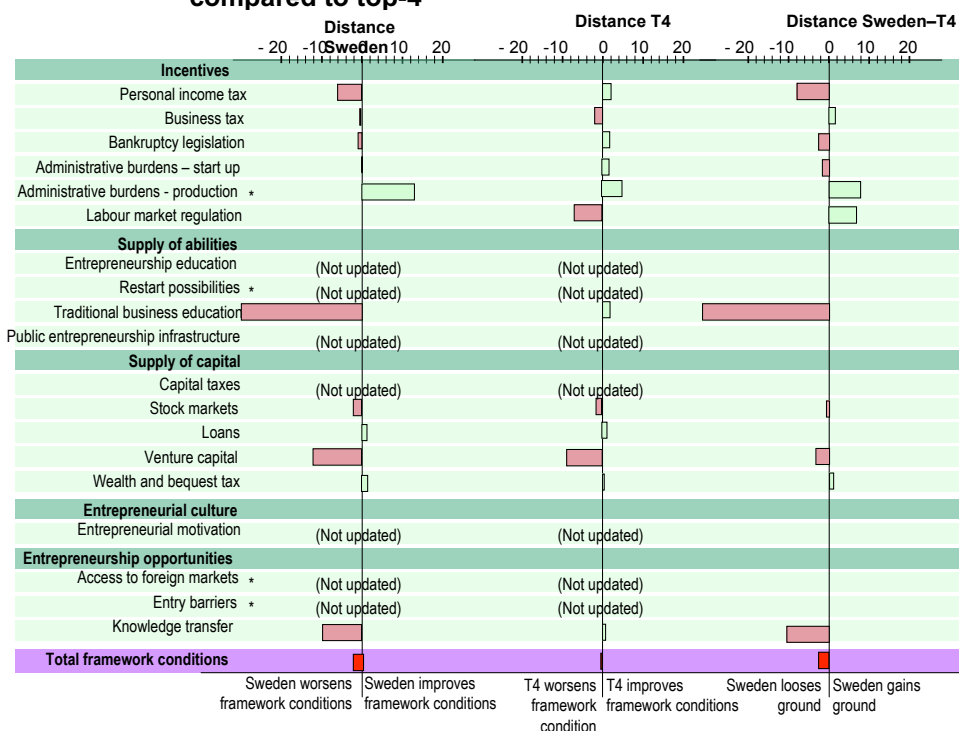 compared to top-4
Distance Sweden
Distance T4
Distance Sweden–T4
- 20 -10 0 10 20
- 20 -10 0 10 20
- 20 -10 0 10 20
Incentives
Personal income tax
Business tax
Bankruptcy legislation
Administrative burdens – start up
Administrative burdens - production *
Labour market regulation
Supply of abilities
Entrepreneurship education (Not updated) (Not updated)
Restart possibilities * (Not updated) (Not updated)
Traditional business education
Public entrepreneurship infrastructure (Not updated) (Not updated)
Supply of capital
Capital taxes (Not updated) (Not updated)
Stock markets
Loans
Venture capital
Wealth and bequest tax
Entrepreneurial culture
Entrepreneurial motivation (Not updated) (Not updated)
Entrepreneurship opportunities
Access to foreign markets * (Not updated) (Not updated)
Entry barriers * (Not updated) (Not updated)
Knowledge transfer
Total framework conditions
Sweden worsens
framework conditions
Sweden improves
framework conditions
T4 worsens
framework
condition
T4 improves
framework conditions
Sweden looses
ground
Sweden gains
ground